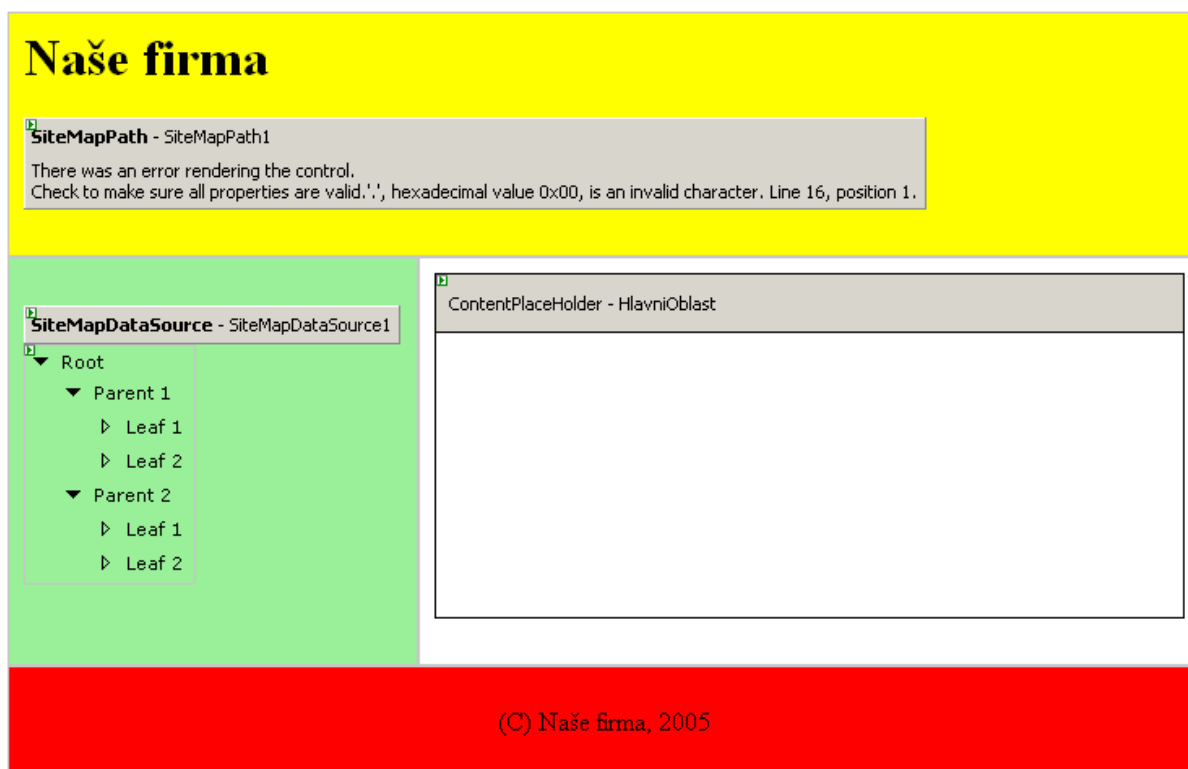 Naše firma
SiteMapPath - SiteMapPath1
There was an error rendering the control.
Check to make sure all properties are valid.'.', hexadecimal value 0x00, is an invalid character. Line 16, position 1.
SiteMapDataSource - SiteMapDataSource1
Root
Parent 1
Leaf 1
Leaf 2
Parent 2
Leaf 1
Leaf 2
ContentPlaceHolder - HlavniOblast
(C) Naše firma, 2005